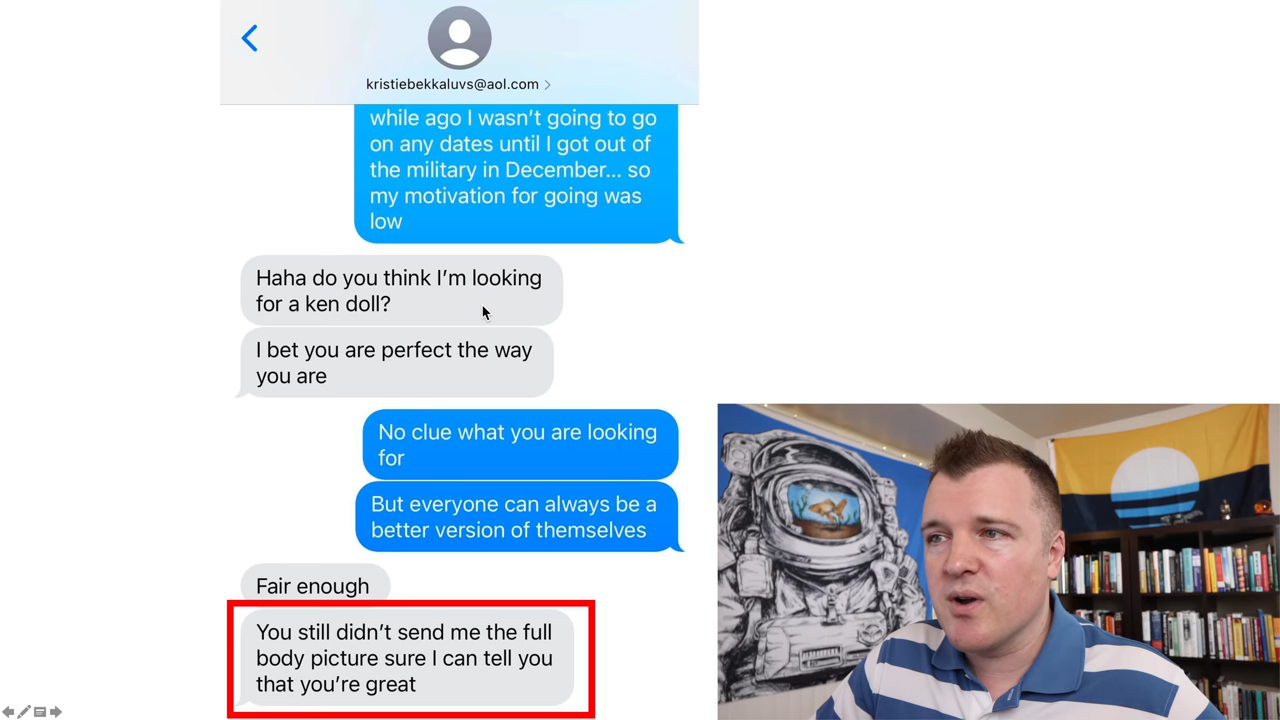 kristiebekkaluvs@aol.com >
while ago I wasn't going to go
on any dates until I got out of
the military in December... so
my motivation for going was
low
Haha do you think I'm looking
for a ken doll?
I bet you are perfect the way
you are
No clue what you are looking
for
But everyone can always be a
better version of themselves
Fair enough
You still didn't send me the full
body picture sure I can tell you
that you're great